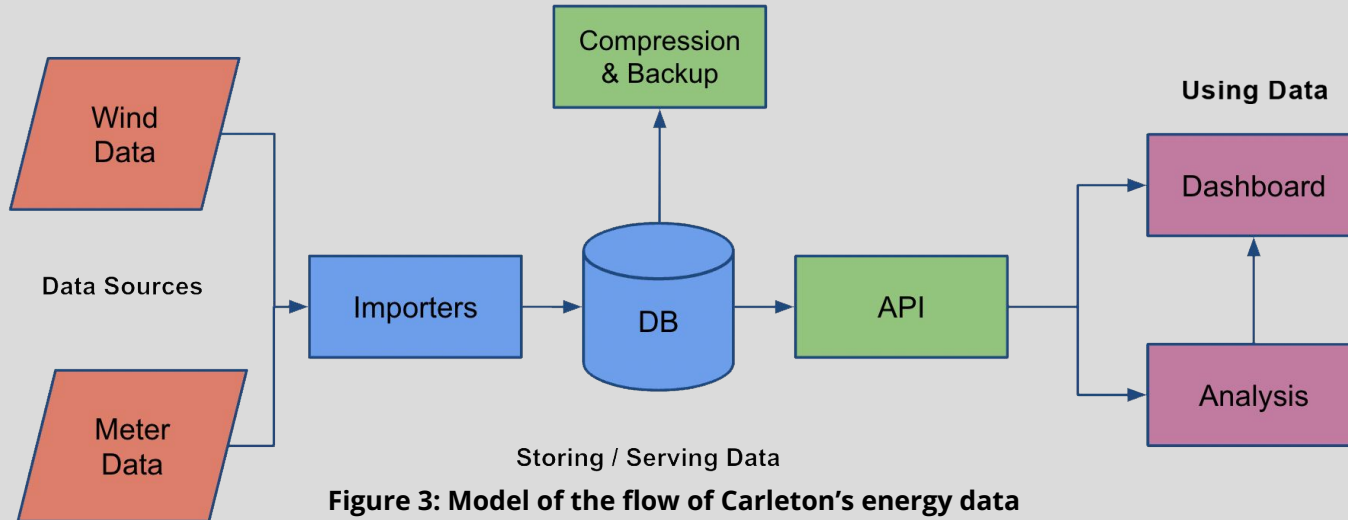 Compression
& Backup
Using Data
Wind
Data
Dashboard
Data Sources
Importers
DB
API
Analysis
Meter
Data
Storing / Serving Data
Figure 3: Model of the flow of Carleton’s energy data